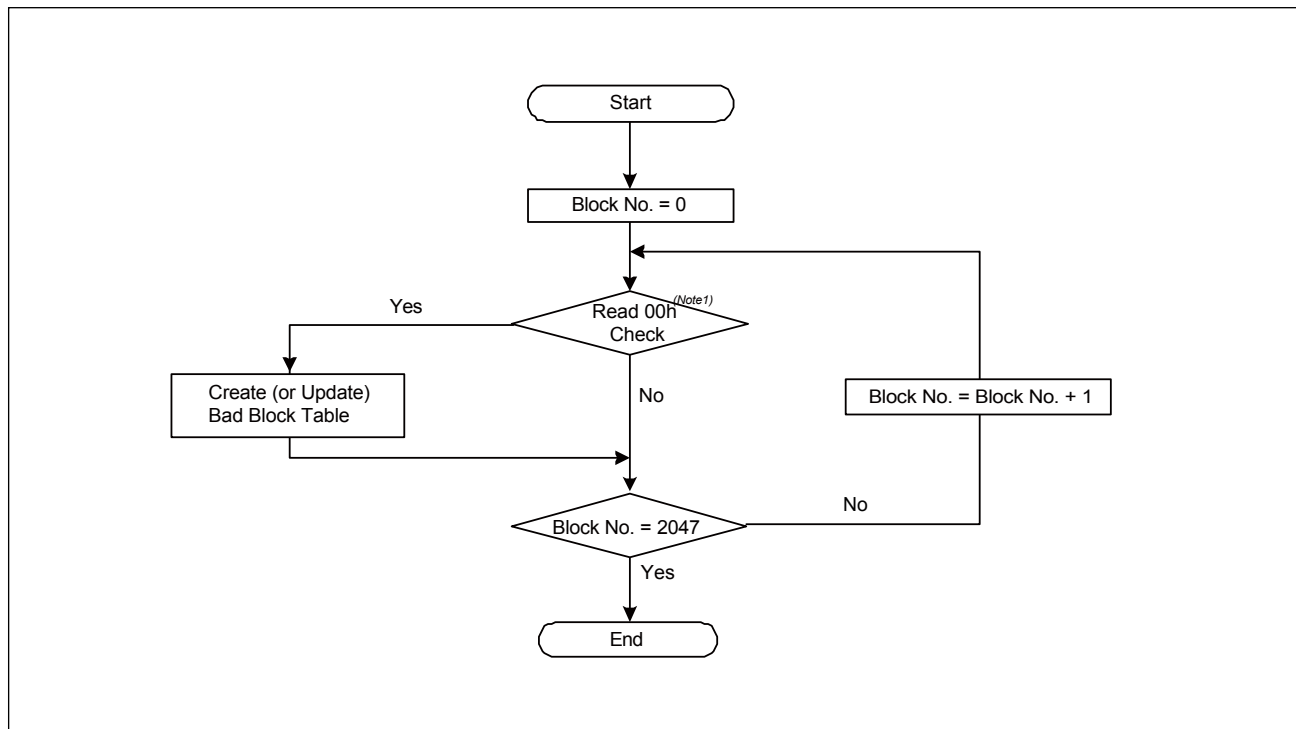 Start
Block No. = 0
Yes
Read 00h(Note1)
Check
Create (or Update)
Bad Block Table
No
Block No. = Block No. + 1
Block No. = 2047
No
Yes
End